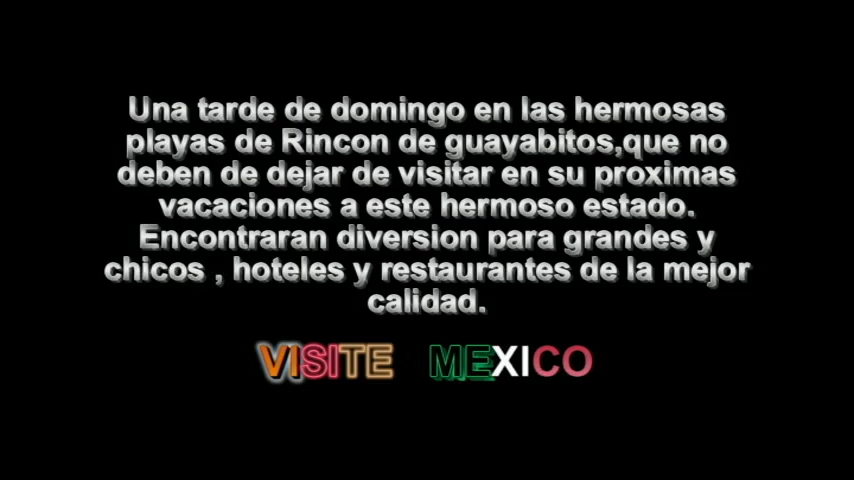 Una tarde de domingo en las hermosas
playas de Rincon de guayabitos,que no
deben de dejar de visitar en su proximas
vacaciones a este hermoso estado.
Encontraran diversion para grandes y
chicos , hoteles y restaurantes de la mejor
calidad.
VISITE MEXICO